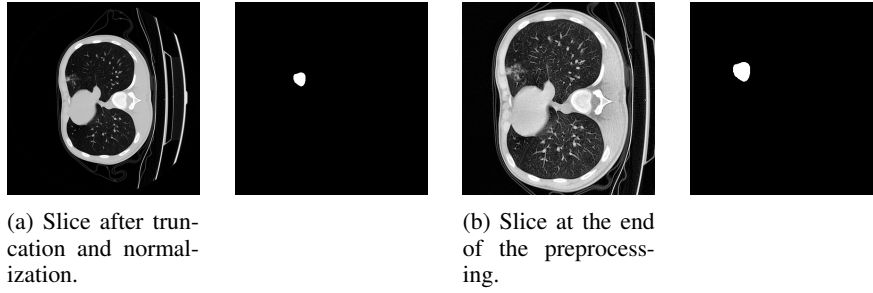 (a) Slice after trun-
cation and normal-
ization.
(b) Slice at the end
of the preprocess-
ing.